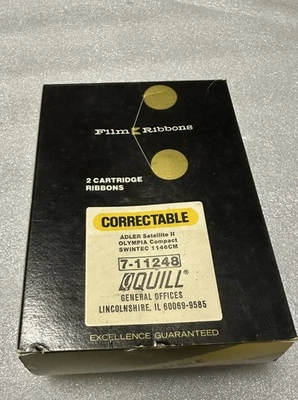 Film Ribbons
2 CARTRIDGE
RIBBONS
CORRECTABLE
ADLER Satellite II
OLYMPIA Compact
SWINTEC 1146CM
7-11248
QUILL
GENERAL OFFICES
LINCOLNSHIRE, IL 60069-9585
EXCELLENCE GUARANTEED